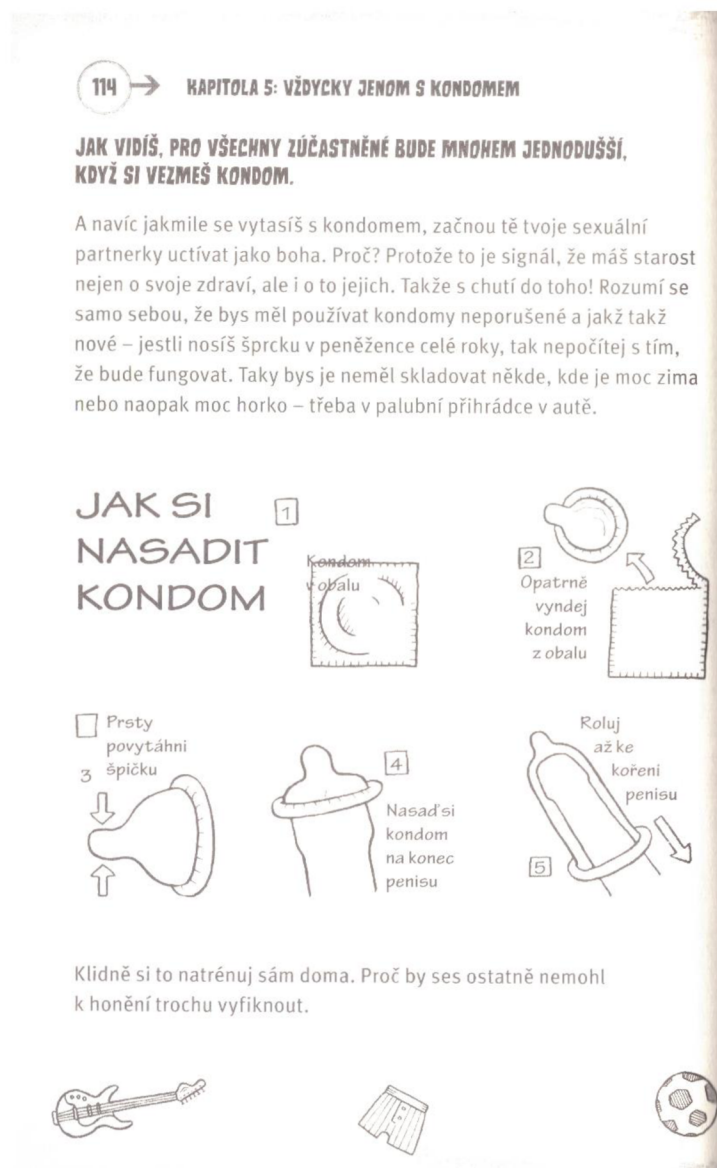 114 → KAPITOLA 5: VŽDYCKY JENOM S KONDOMEM
JAK VIDÍŠ, PRO VŠECHNY ZÚČASTNĚNÉ BUDE MNOHEM JEDNODUŠŠÍ,
KDYŽ SI VEZMEŠ KONDOM.
A navíc jakmile se vytasíš s kondomem, začnou tě tvoje sexuální
partnerky uctívat jako boha. Proč? Protože to je signál, že máš starost
nejen o svoje zdraví, ale i o to jejich. Takže s chutí do toho! Rozumí se
samo sebou, že bys měl používat kondomy neporušené a jakž takž
nové – jestli nosíš šprcku v peněžence celé roky, tak nepočítej s tím,
že bude fungovat. Taky bys je neměl skladovat někde, kde je moc zima
nebo naopak moc horko – třeba v palubní přihrádce v autě.
JAK SI
NASADIT
KONDOM
1
Kondom
v obalu
2
Opatrně
vyndej
kondom
z obalu
3
Prsty
povytáhni
špičku
4
Nasaď si
kondom
na konec
penisu
5
Roluj
až ke
kořeni
penisu
Klidně si to natrénuj sám doma. Proč by ses ostatně nemohl
k honění trochu vyfiknout.